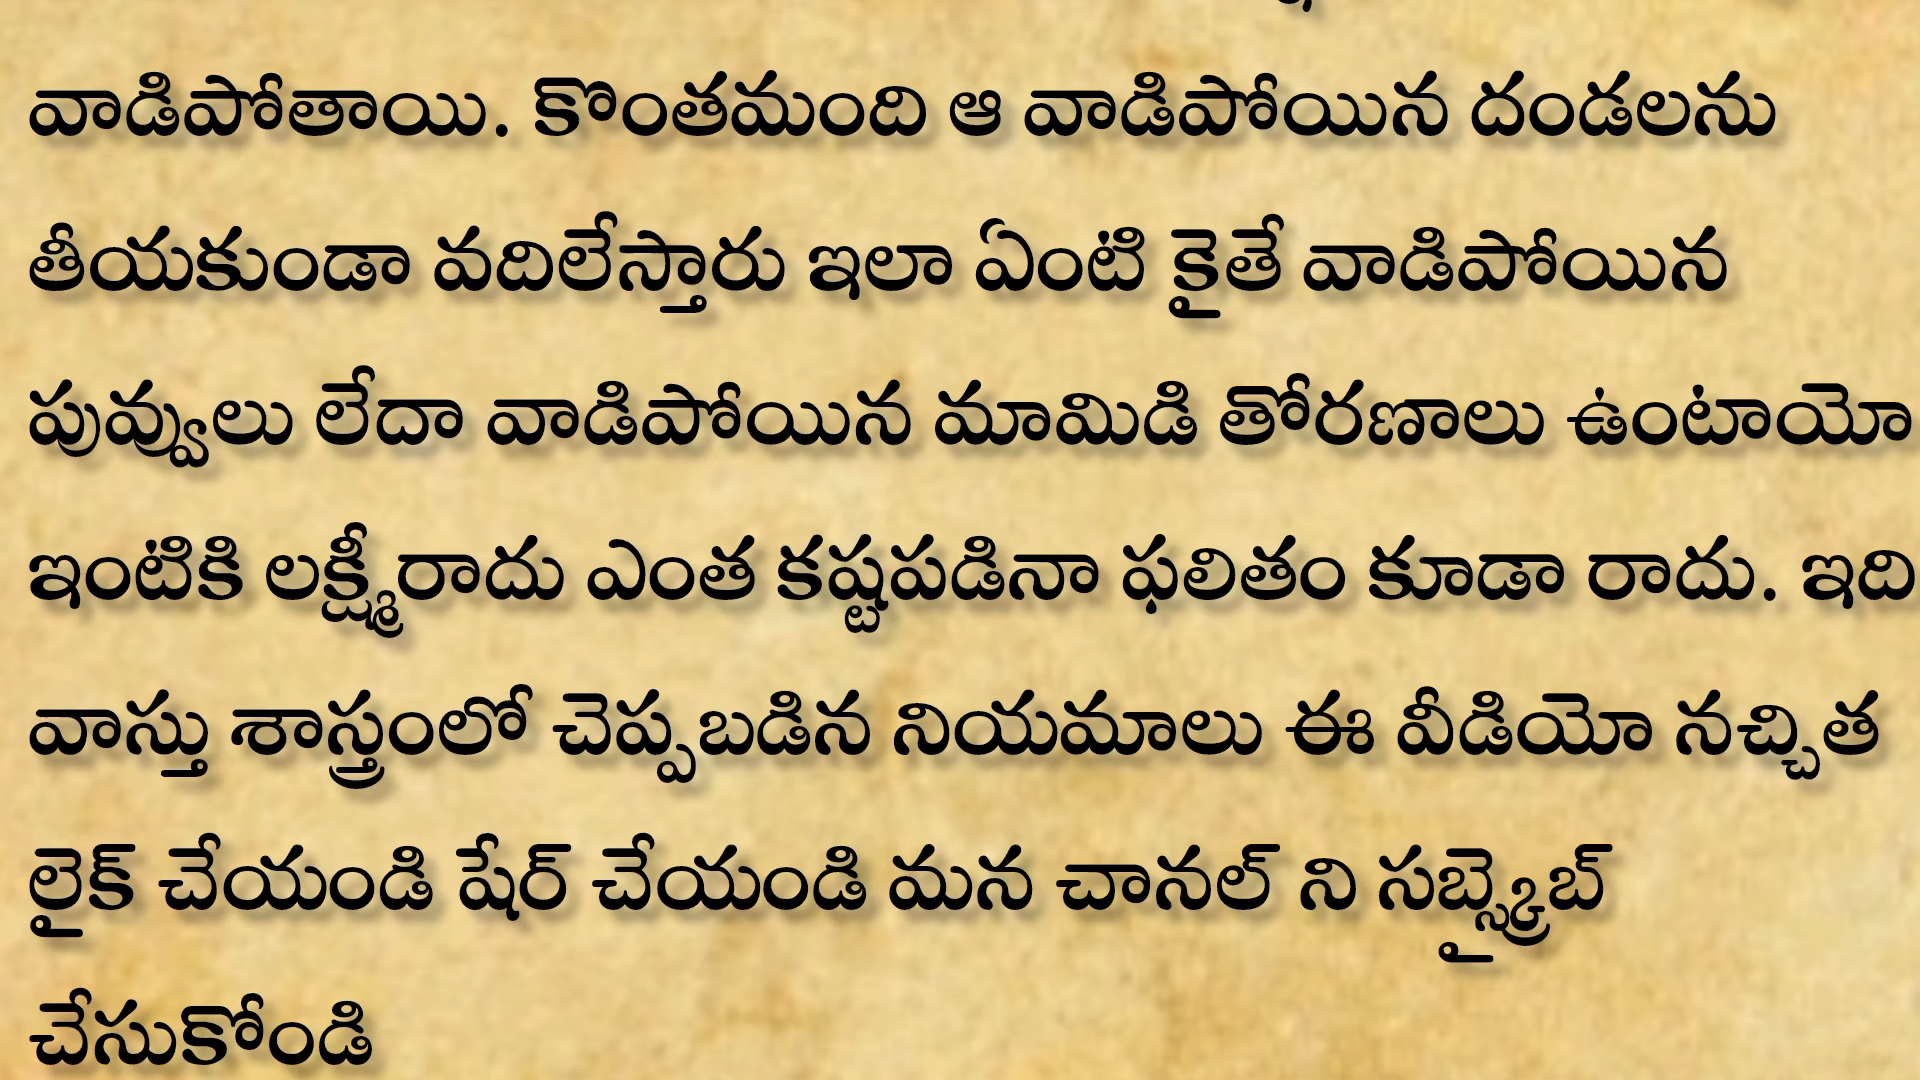 వాడిపోతాయి. కొంతమంది ఆ వాడిపోయిన దండలను
తీయకుండా వదిలేస్తారు ఇలా ఏంటి కైతే వాడిపోయిన
పువ్వులు లేదా వాడిపోయిన మామిడి తోరణాలు ఉంటాయో
ఇంటికి లక్ష్మీరాదు ఎంత కష్టపడినా ఫలితం కూడా రాదు. ఇది
వాస్తు శాస్త్రంలో చెప్పబడిన నియమాలు ఈ వీడియో నచ్చిత
లైక్ చేయండి షేర్ చేయండి మన చానల్ ని సబ్స్క్రైబ్
చేసుకోండి